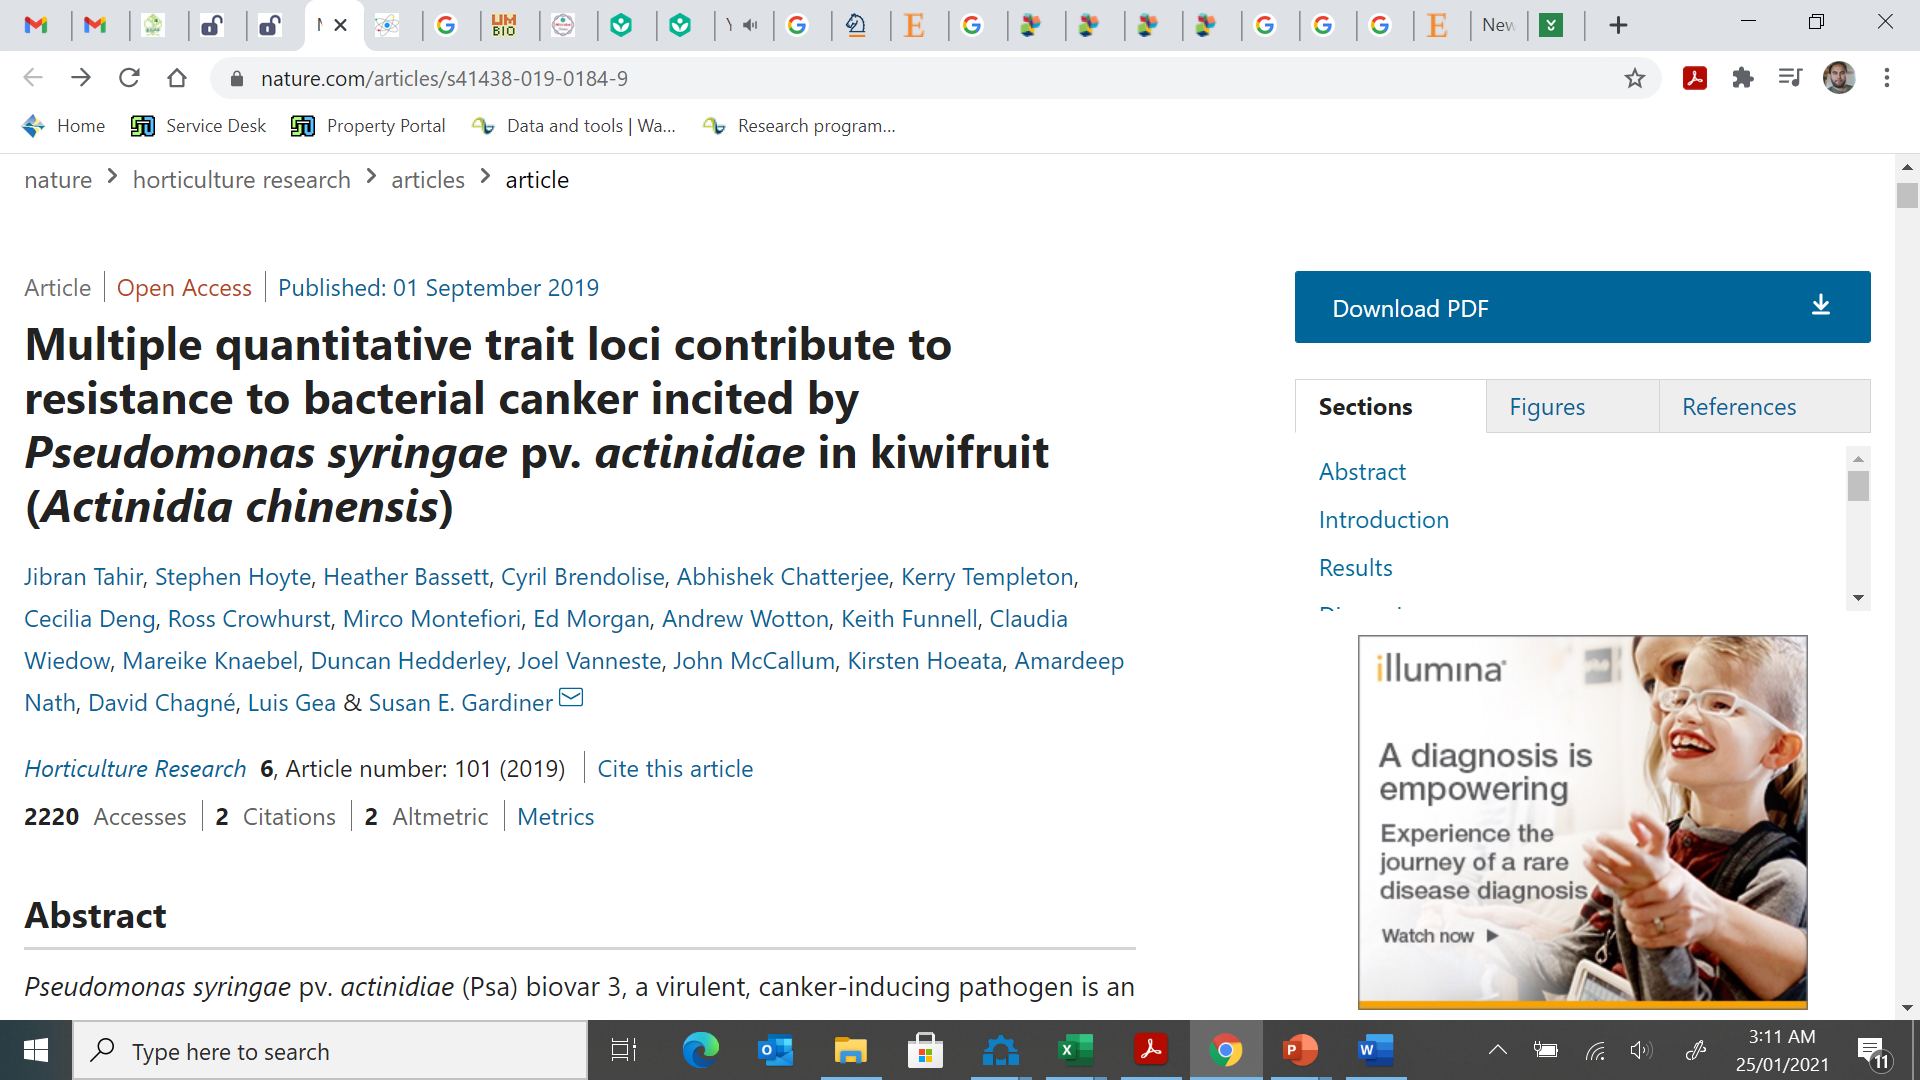 UM
BIO
New
nature.com/articles/s41438-019-0184-9
Home
Service Desk
Property Portal
Data and tools | Wa...
Research program...
nature > horticulture research > articles > article
Article
Open Access
Published: 01 September 2019
Multiple quantitative trait loci contribute to
resistance to bacterial canker incited by
Pseudomonas syringae pv. actinidiae in kiwifruit
(Actinidia chinensis)
Jibran Tahir, Stephen Hoyte, Heather Bassett, Cyril Brendolise, Abhishek Chatterjee, Kerry Templeton,
Cecilia Deng, Ross Crowhurst, Mirco Montefiori, Ed Morgan, Andrew Wotton, Keith Funnell, Claudia
Wiedow, Mareike Knaebel, Duncan Hedderley, Joel Vanneste, John McCallum, Kirsten Hoeata, Amardeep
Nath, David Chagné, Luis Gea & Susan E. Gardiner
Horticulture Research 6, Article number: 101 (2019)
Cite this article
2220 Accesses
2 Citations
2 Altmetric
Metrics
Abstract
Pseudomonas syringae pv. actinidiae (Psa) biovar 3, a virulent, canker-inducing pathogen is an
Download PDF
Sections
Figures
References
Abstract
Introduction
Results
illumina®
A diagnosis is
empowering
Experience the
journey of a rare
disease diagnosis
Watch now
Type here to search
3:11 AM
25/01/2021
11